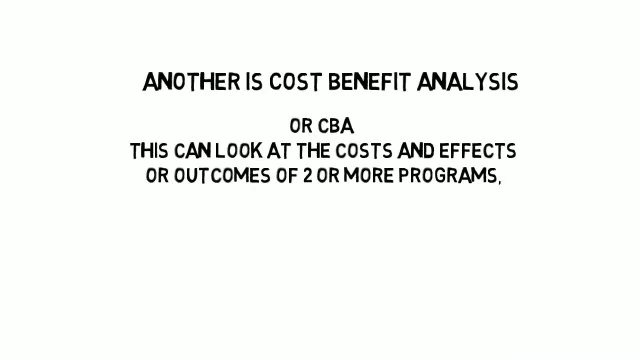 ANOTHER IS COST BENEFIT ANALYSIS
OR CBA
THIS CAN LOOK AT THE COSTS AND EFFECTS
OR OUTCOMES OF 2 OR MORE PROGRAMS,